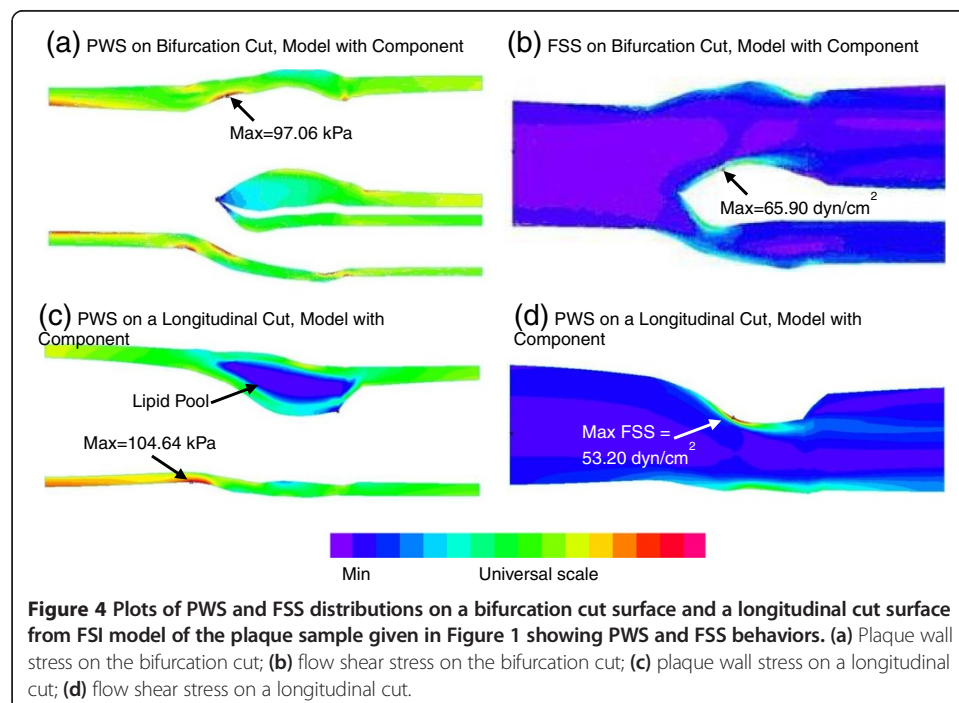 (a) PWS on Bifurcation Cut, Model with Component
(b) FSS on Bifurcation Cut, Model with Component
Max=97.06 kPa
Max=65.90 dyn/cm²
(c) PWS on a Longitudinal Cut, Model with
Component
(d) PWS on a Longitudinal Cut, Model with
Component
Lipid Pool
Max=104.64 kPa
Max FSS =
53.20 dyn/cm²
Min
Universal scale
Figure 4 Plots of PWS and FSS distributions on a bifurcation cut surface and a longitudinal cut surface
from FSI model of the plaque sample given in Figure 1 showing PWS and FSS behaviors. (a) Plaque wall
stress on the bifurcation cut; (b) flow shear stress on the bifurcation cut; (c) plaque wall stress on a longitudinal
cut; (d) flow shear stress on a longitudinal cut.